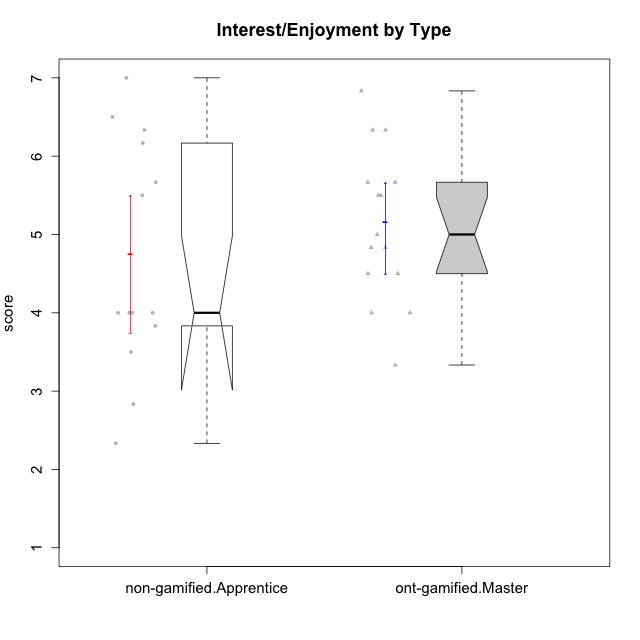 Interest/Enjoyment by Type
7
6
5
4
3
2
1
score
non-gamified.Apprentice
ont-gamified.Master